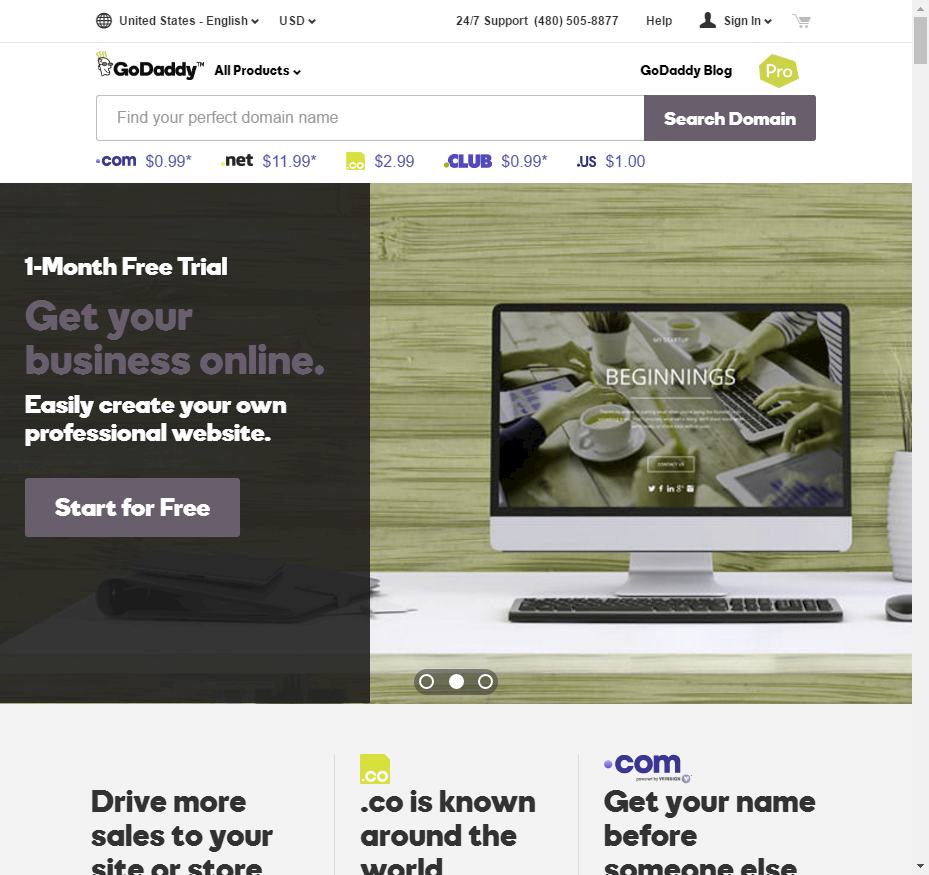 United States - English
USD
24/7 Support (480) 505-8877
Help
Sign In
GoDaddy™
All Products
GoDaddy Blog
Pro
Find your perfect domain name
Search Domain
.com $0.99*
.net $11.99*
.co $2.99
.CLUB $0.99*
.US $1.00
1-Month Free Trial
Get your
business online.
Easily create your own
professional website.
Start for Free
MY STARTUP
BEGINNINGS
CONTACT US
Drive more
sales to your
site or store
.co
.co is known
around the
world
.com
powered by VERISIGN
Get your name
before
someone else